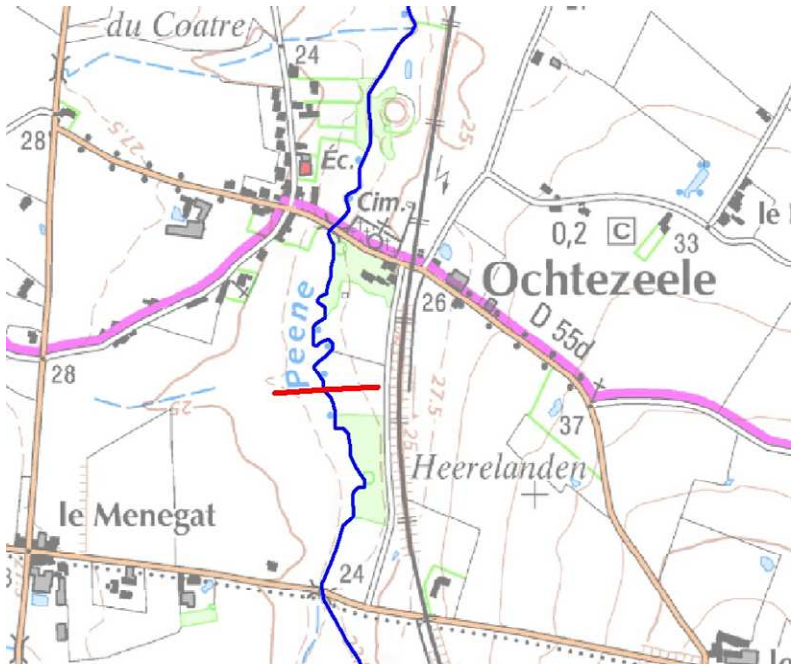 du Coatre
24
28
27.5
25
Éc.
Cim.
0,2 C
33
le
Ochtezeele
26
D 55d
Peene
28
25
27.5
25
37
Heerelanden
le Menegat
24